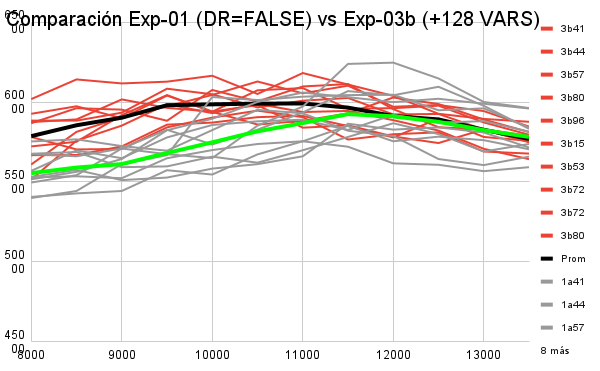 Comparación Exp-01 (DR=FALSE) vs Exp-03b (+128 VARS)
650
00
600
00
550
00
500
00
450
00
8000
9000
10000
11000
12000
13000
3b41
3b44
3b57
3b80
3b96
3b15
3b53
3b72
3b72
3b80
Prom
1a41
1a44
1a57
8 más